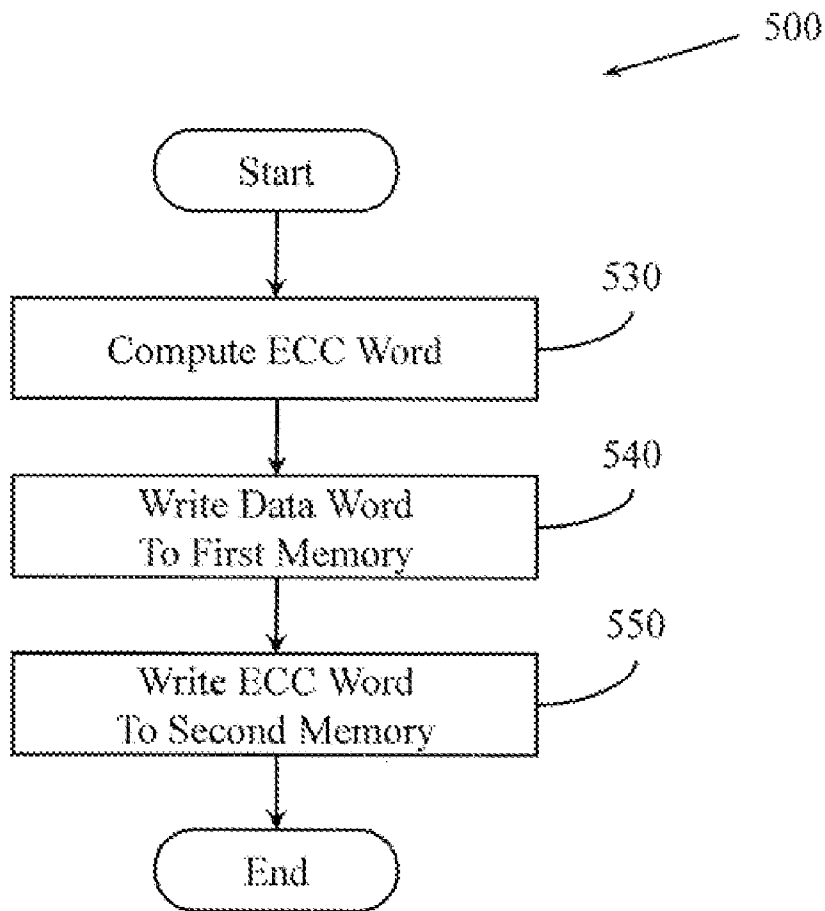 500
Start
530
Compute ECC Word
540
Write Data Word
To First Memory
550
Write ECC Word
To Second Memory
End